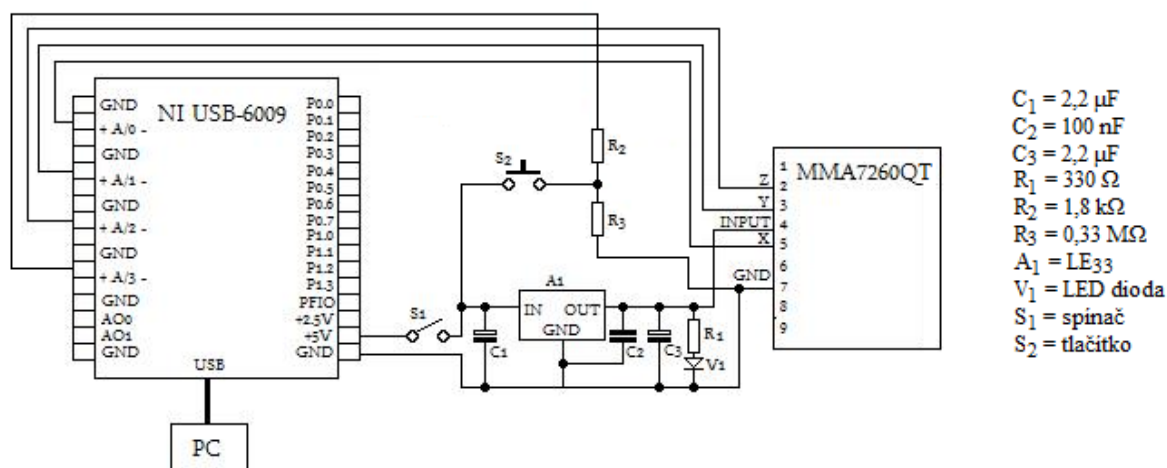 NI USB-6009
GND
+ A/0 -
GND
+ A/1 -
GND
+ A/2 -
GND
+ A/3 -
GND
AO0
AO1
GND
P0.0
P0.1
P0.2
P0.3
P0.4
P0.5
P0.6
P0.7
P1.0
P1.1
P1.2
P1.3
PFIO
+2.5V
+5V
GND
USB
PC
S1
S2
R2
R3
A1
IN OUT
GND
C1
C2
C3
R1
V1
Z
Y
INPUT
X
GND
MMA7260QT
1
2
3
4
5
6
7
8
9
C1 = 2,2 μF
C2 = 100 nF
C3 = 2,2 μF
R1 = 330 Ω
R2 = 1,8 kΩ
R3 = 0,33 MΩ
A1 = LE33
V1 = LED dioda
S1 = spinač
S2 = tlačitko